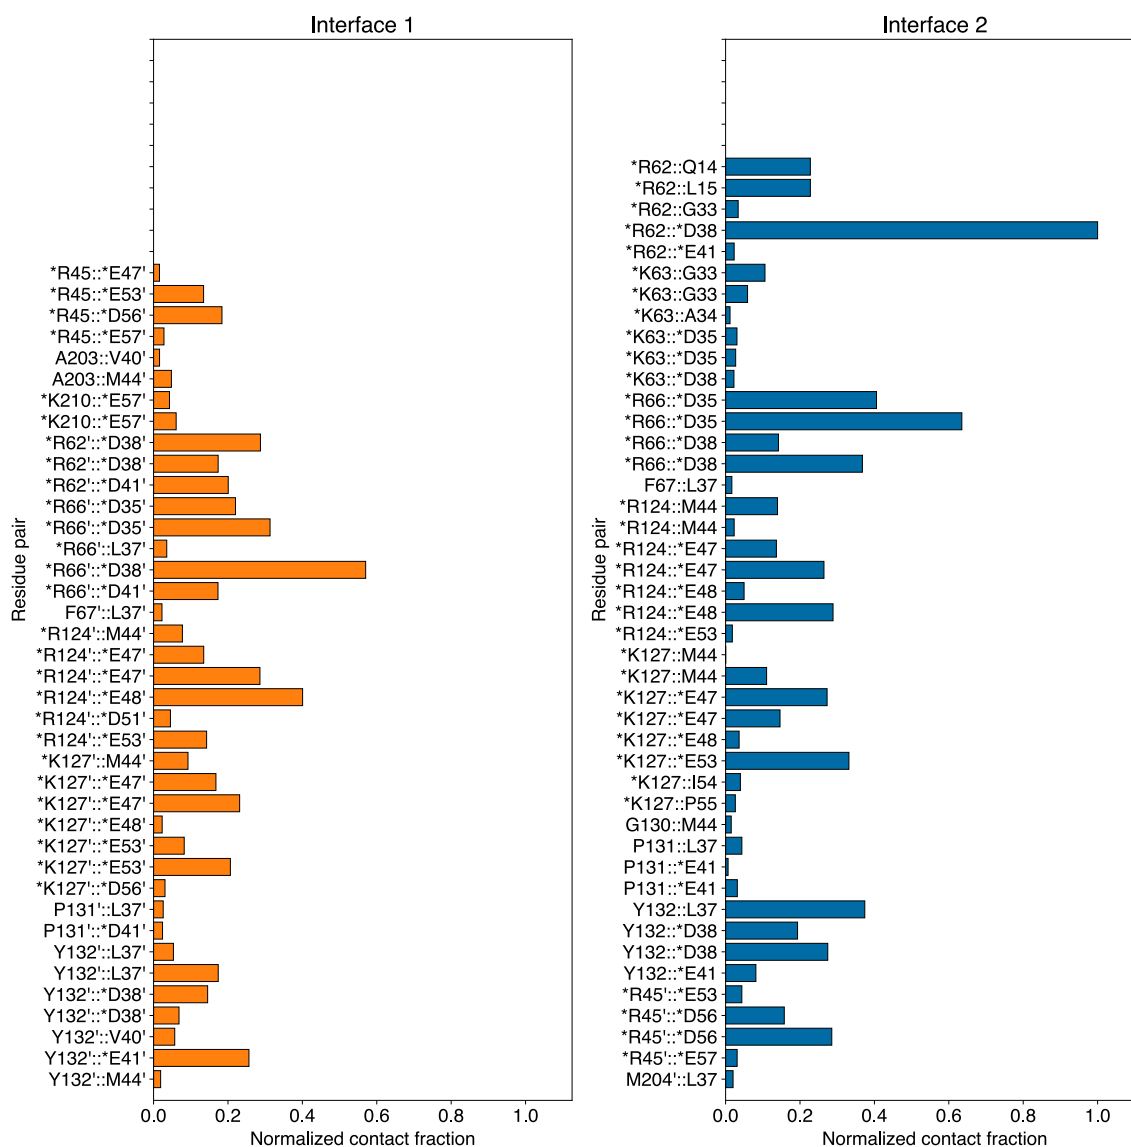 Interface 1
Residue pair
*R45::*E47'
*R45::*E53'
*R45::*D56'
*R45::*E57'
A203::V40'
A203::M44'
*K210::*E57'
*K210::*E57'
*R62'::*D38'
*R62'::*D38'
*R62'::*D41'
*R66'::*D35'
*R66'::*D35'
*R66'::L37'
*R66'::*D38'
*R66'::*D41'
F67'::L37'
*R124'::M44'
*R124'::*E47'
*R124'::*E47'
*R124'::*E48'
*R124'::*D51'
*R124'::*E53'
*K127'::M44'
*K127'::*E47'
*K127'::*E47'
*K127'::*E48'
*K127'::*E53'
*K127'::*E53'
*K127'::*D56'
P131'::L37'
P131'::*D41'
Y132'::L37'
Y132'::L37'
Y132'::*D38'
Y132'::*D38'
Y132'::V40'
Y132'::*E41'
Y132'::M44'
0.0 0.2 0.4 0.6 0.8 1.0
Normalized contact fraction
Interface 2
Residue pair
*R62::Q14
*R62::L15
*R62::G33
*R62::*D38
*R62::*E41
*K63::G33
*K63::G33
*K63::A34
*K63::*D35
*K63::*D35
*K63::*D38
*R66::*D35
*R66::*D35
*R66::*D38
*R66::*D38
F67::L37
*R124::M44
*R124::M44
*R124::*E47
*R124::*E47
*R124::*E48
*R124::*E48
*R124::*E53
*K127::M44
*K127::M44
*K127::*E47
*K127::*E47
*K127::*E48
*K127::*E53
*K127::I54
*K127::P55
G130::M44
P131::L37
P131::*E41
P131::*E41
Y132::L37
Y132::*D38
Y132::*D38
Y132::*E41
*R45'::*E53
*R45'::*D56
*R45'::*D56
*R45'::*E57
M204'::L37
0.0 0.2 0.4 0.6 0.8 1.0
Normalized contact fraction